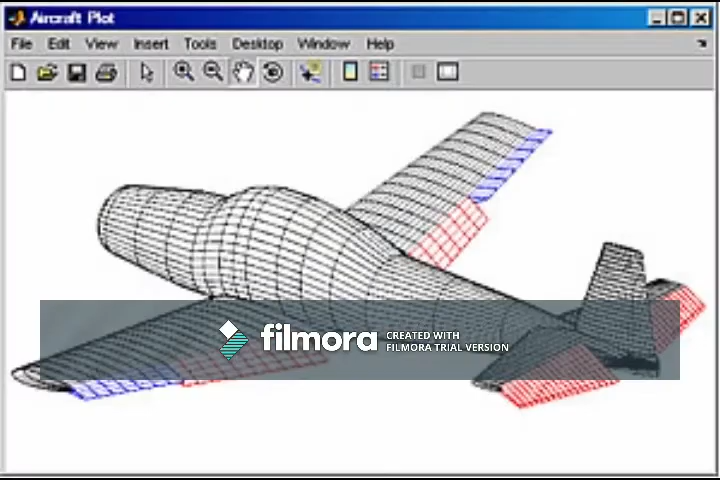 Aircraft Plot
File Edit View Insert Tools Desktop Window Help
filmora
CREATED WITH
FILMORA TRIAL VERSION